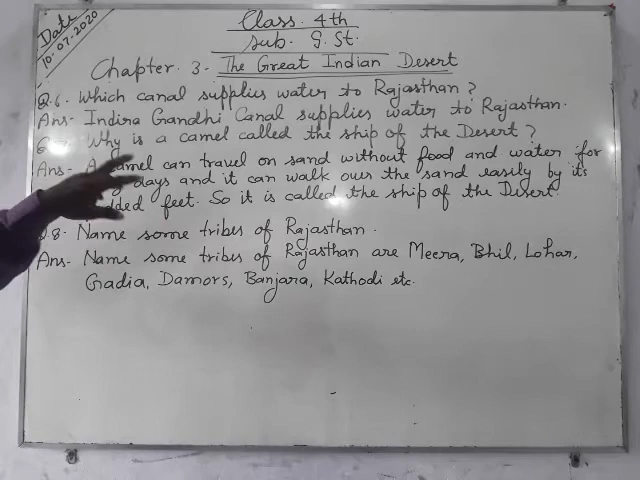 Date
10-07-2020
Class. 4th
Sub. G.St.
Chapter. 3- The Great Indian Desert
Q.6. Which canal supplies water to Rajasthan?
Ans- Indira Gandhi Canal supplies water to Rajasthan.
Why is a camel called the ship of the Desert?
Ans- A camel can travel on sand without food and water for
days and it can walk over the sand easily by its
feet. So it is called the ship of the Desert.
8. Name some tribes of Rajasthan.
Ans- Name some tribes of Rajasthan are Meera, Bhil, Lohar,
Gadia, Damors, Banjara, Kathodi etc.